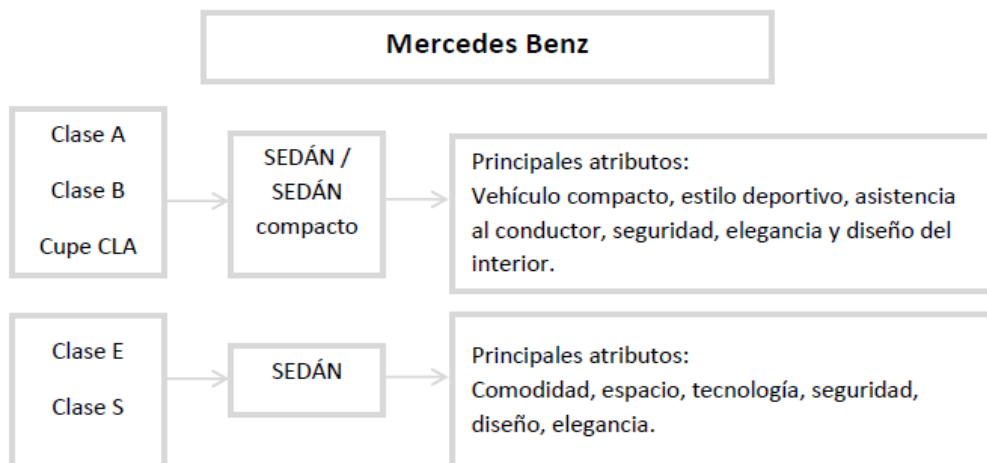 Mercedes Benz
Clase A
Clase B
Cupe CLA
SEDÁN /
SEDÁN
compacto
Principales atributos:
Vehículo compacto, estilo deportivo, asistencia
al conductor, seguridad, elegancia y diseño del
interior.
Clase E
Clase S
SEDÁN
Principales atributos:
Comodidad, espacio, tecnología, seguridad,
diseño, elegancia.